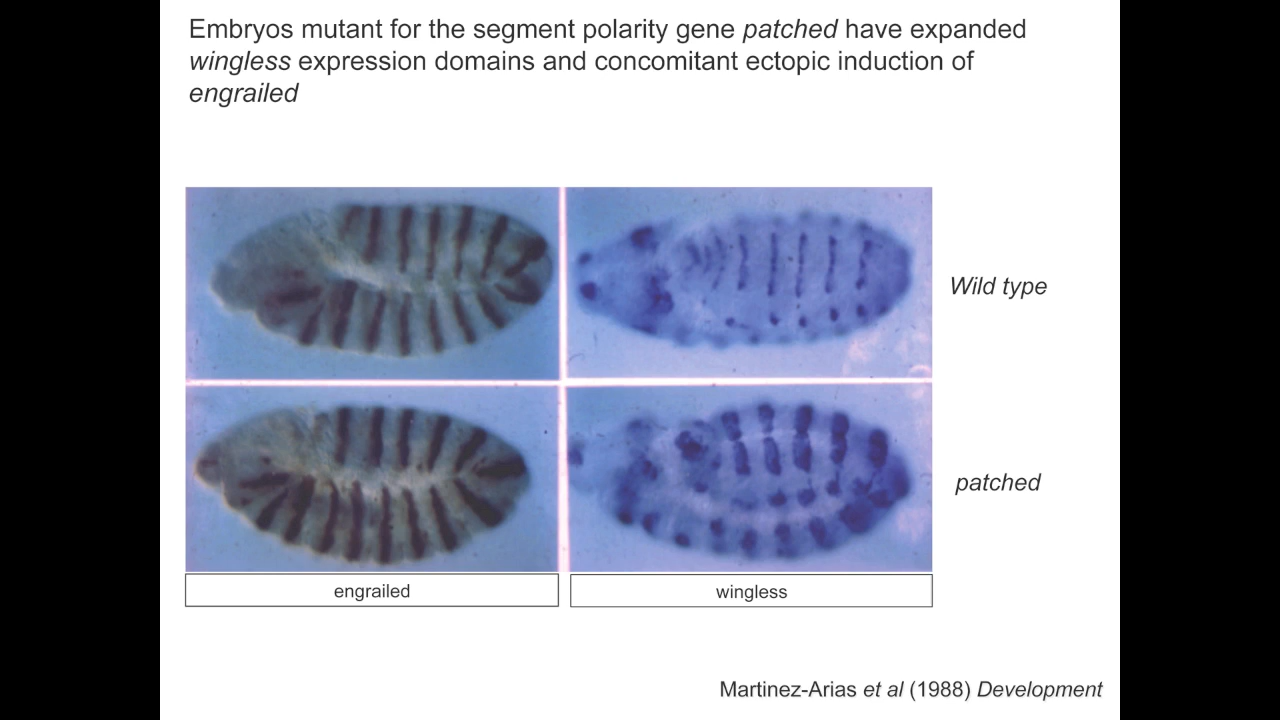 Embryos mutant for the segment polarity gene patched have expanded
wingless expression domains and concomitant ectopic induction of
engrailed
Wild type
patched
engrailed
wingless
Martinez-Arias et al (1988) Development